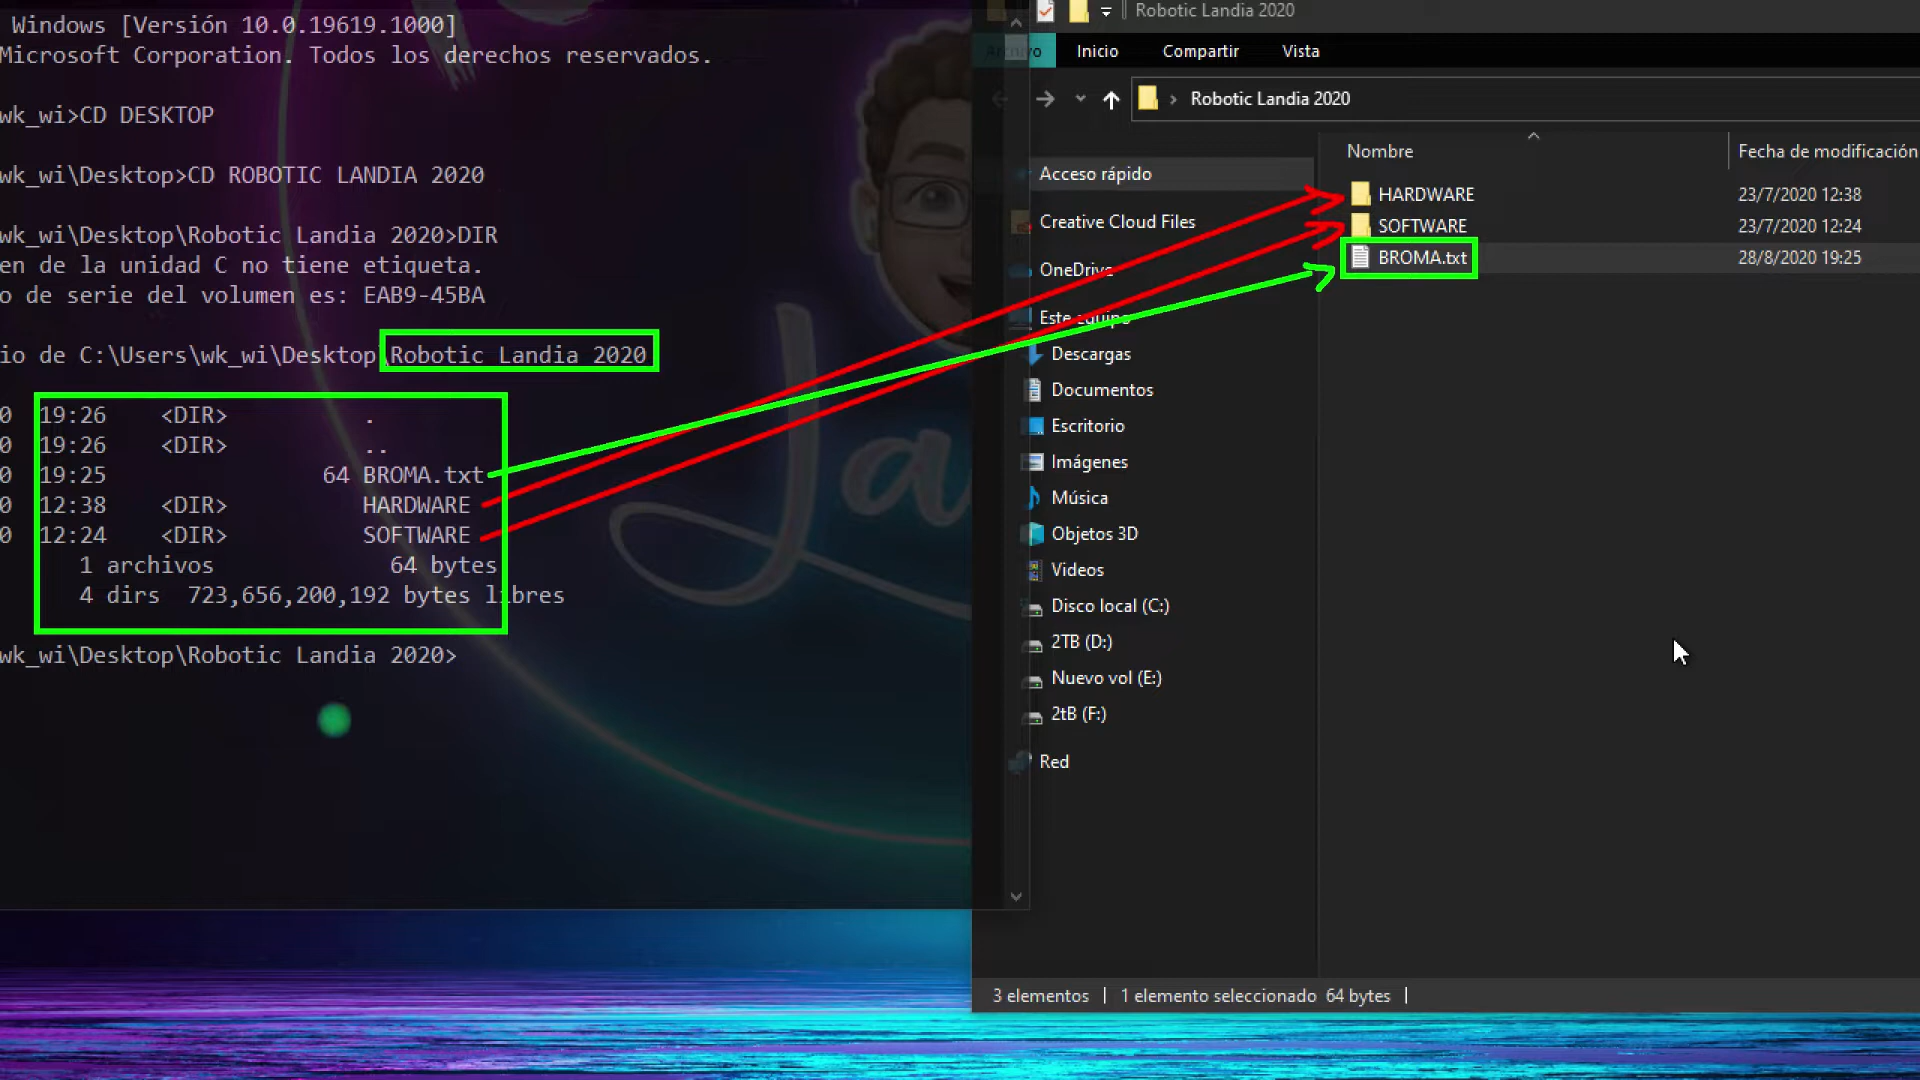 Windows [Versión 10.0.19619.1000]
Microsoft Corporation. Todos los derechos reservados.
wk_wi>CD DESKTOP
wk_wi\Desktop>CD ROBOTIC LANDIA 2020
wk_wi\Desktop\Robotic Landia 2020>DIR
en de la unidad C no tiene etiqueta.
o de serie del volumen es: EAB9-45BA
io de C:\Users\wk_wi\Desktop\Robotic Landia 2020
0 19:26 <DIR> .
0 19:26 <DIR> ..
0 19:25 64 BROMA.txt
0 12:38 <DIR> HARDWARE
0 12:24 <DIR> SOFTWARE
1 archivos 64 bytes
4 dirs 723,656,200,192 bytes libres
wk_wi\Desktop\Robotic Landia 2020>
La
Robotic Landia 2020
Archivo Inicio Compartir Vista
Robotic Landia 2020
Nombre Fecha de modificación
HARDWARE 23/7/2020 12:38
SOFTWARE 23/7/2020 12:24
BROMA.txt 28/8/2020 19:25
Acceso rápido
Creative Cloud Files
OneDrive
Este equipo
Descargas
Documentos
Escritorio
Imágenes
Música
Objetos 3D
Videos
Disco local (C:)
2TB (D:)
Nuevo vol (E:)
2tB (F:)
Red
3 elementos 1 elemento seleccionado 64 bytes